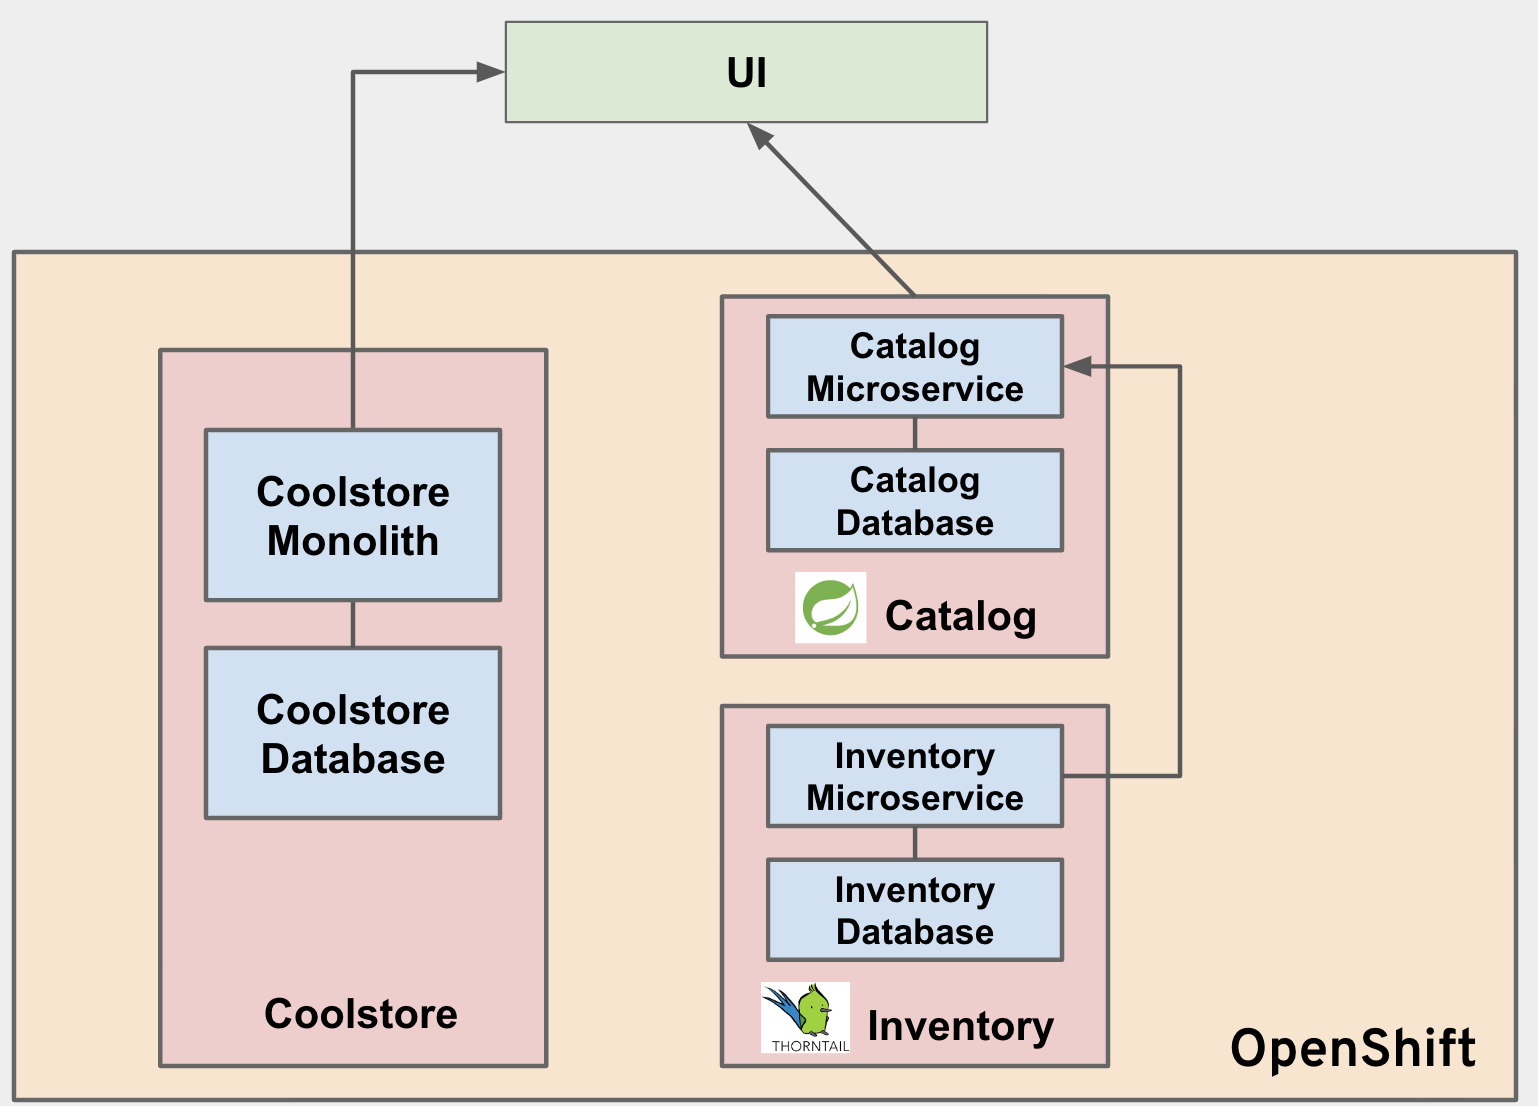 UI
Coolstore
Monolith
Coolstore
Database
Coolstore
Catalog
Microservice
Catalog
Database
Catalog
Inventory
Microservice
Inventory
Database
THORNTAIL
Inventory
OpenShift